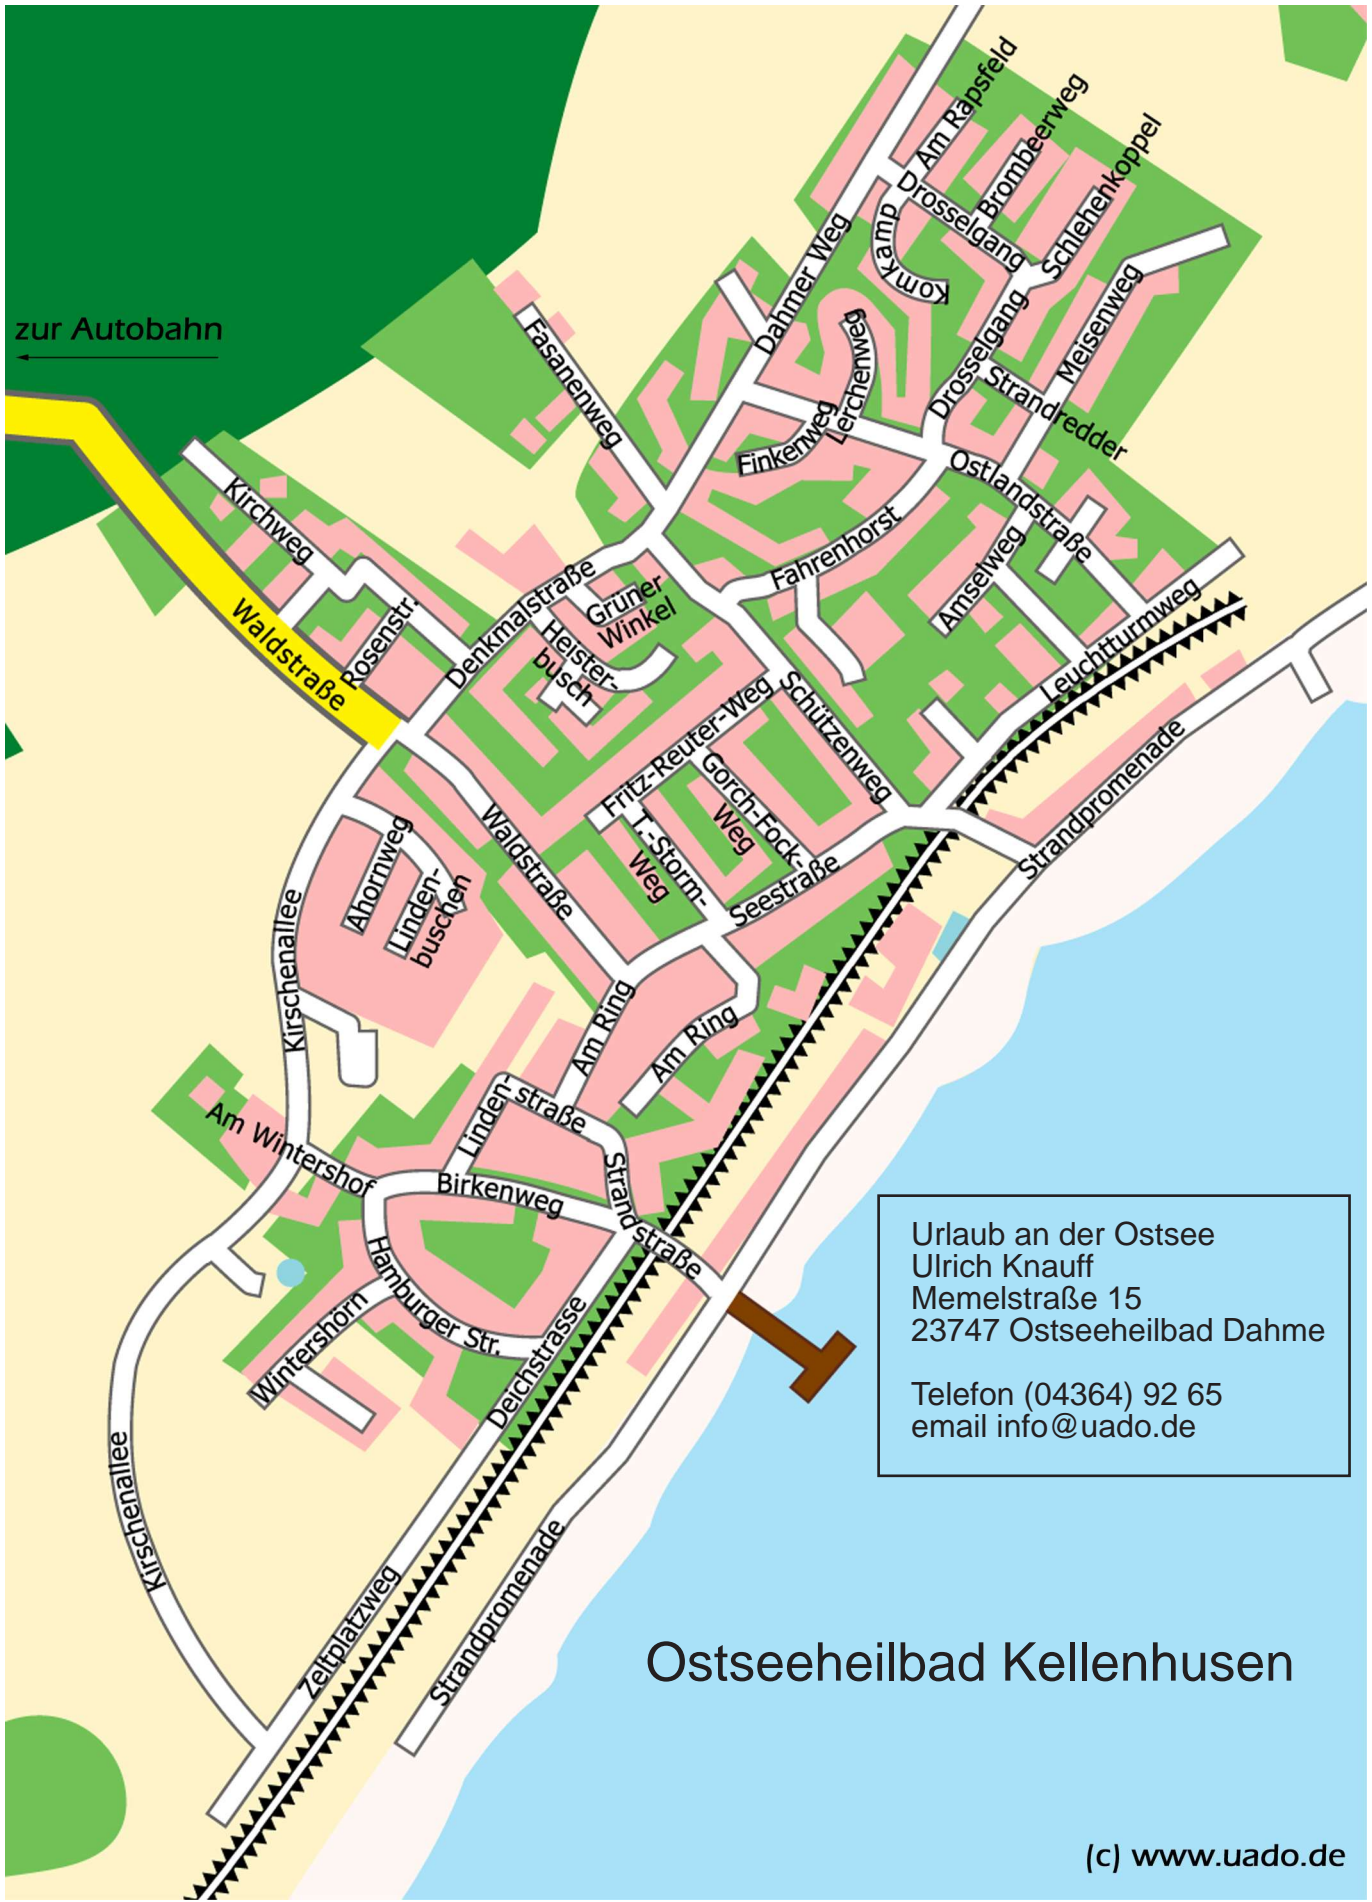 Am Rapsfeld
Brombeerweg
Schlehenkoppel
Drosselgang
Kornkamp
Dahmer Weg
Meisenweg
zur Autobahn
Fasanenweg
Lerchenweg
Drosselgang
Strandredder
Finkenweg
Ostlandstraße
Kirchweg
Fahrenhorst
Amselweg
Denkmalstraße
Grüner
Winkel
Heister-
busch
Rosenstr.
Waldstraße
Leuchtturmweg
Schützenweg
Fritz-Reuter-Weg
Gorch-Fock-
Weg
T.-Storm-
Weg
Strandpromenade
Waldstraße
Seestraße
Ahornweg
Linden-
buschen
Kirschenallee
Am Ring
Am Ring
Linden-
straße
Am Wintershof
Birkenweg
Strandstraße
Hamburger Str.
Wintershörn
Deichstrasse
Urlaub an der Ostsee
Ulrich Knauff
Memelstraße 15
23747 Ostseeheilbad Dahme
Telefon (04364) 92 65
email info@uado.de
Kirschenallee
Zeltplatzweg
Strandpromenade
Ostseeheilbad Kellenhusen
(c) www.uado.de